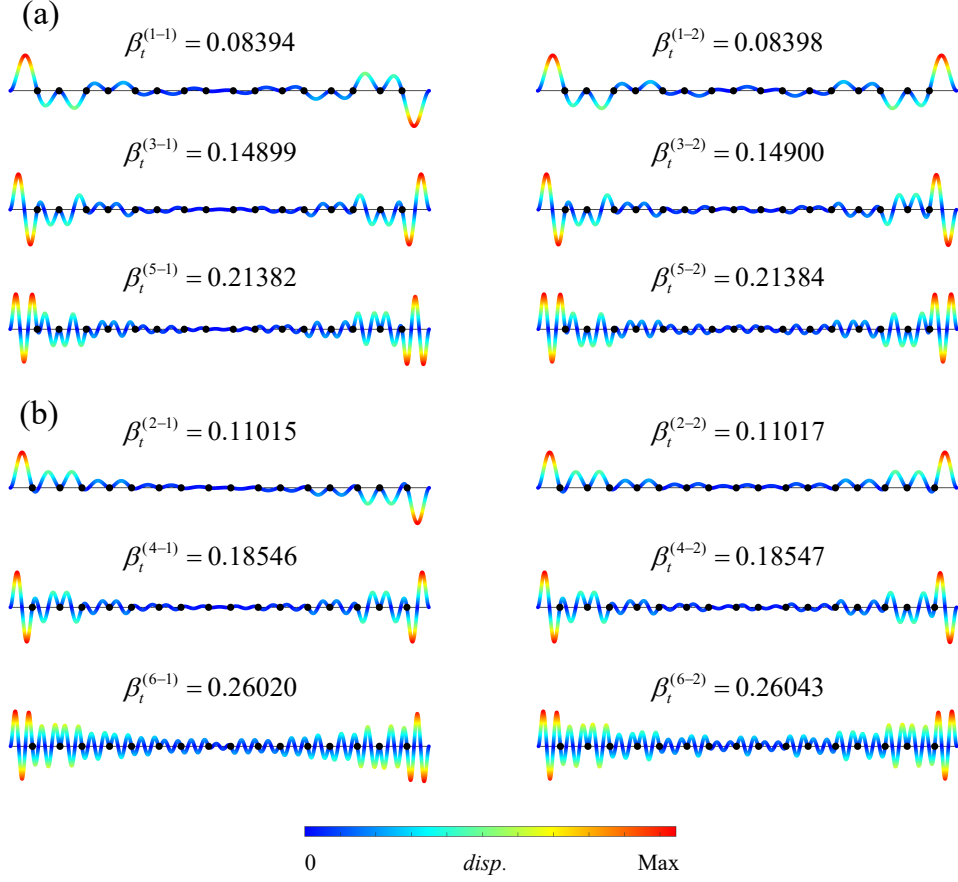 (a)
β_t^(1–1) = 0.08394
β_t^(1–2) = 0.08398
β_t^(3–1) = 0.14899
β_t^(3–2) = 0.14900
β_t^(5–1) = 0.21382
β_t^(5–2) = 0.21384
(b)
β_t^(2–1) = 0.11015
β_t^(2–2) = 0.11017
β_t^(4–1) = 0.18546
β_t^(4–2) = 0.18547
β_t^(6–1) = 0.26020
β_t^(6–2) = 0.26043
0 disp. Max